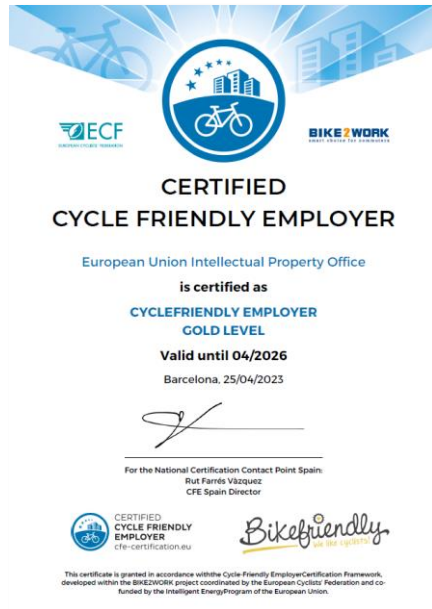 ECF
EUROPEAN CYCLISTS' FEDERATION
BIKE2WORK
smart choice for commuters
CERTIFIED
CYCLE FRIENDLY EMPLOYER
European Union Intellectual Property Office
is certified as
CYCLEFRIENDLY EMPLOYER
GOLD LEVEL
Valid until 04/2026
Barcelona, 25/04/2023
For the National Certification Contact Point Spain:
Rut Farrés Vàzquez
CFE Spain Director
CERTIFIED
CYCLE FRIENDLY
EMPLOYER
cfe-certification.eu
Bikefriendly
we like cyclists!
This certificate is granted in accordance withthe Cycle-Friendly EmployerCertification Framework,
developed within the BIKE2WORK project coordinated by the European Cyclists' Federation and co-
funded by the Intelligent EnergyProgram of the European Union.